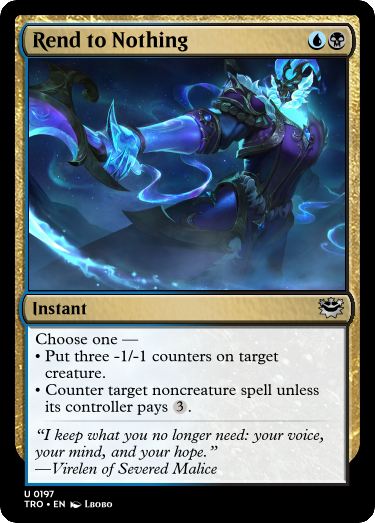 Rend to Nothing
Instant
Choose one —
• Put three -1/-1 counters on target
creature.
• Counter target noncreature spell unless
its controller pays 3.
“I keep what you no longer need: your voice,
your mind, and your hope.”
—Virelen of Severed Malice
U 0197
TRO • EN Lbobo